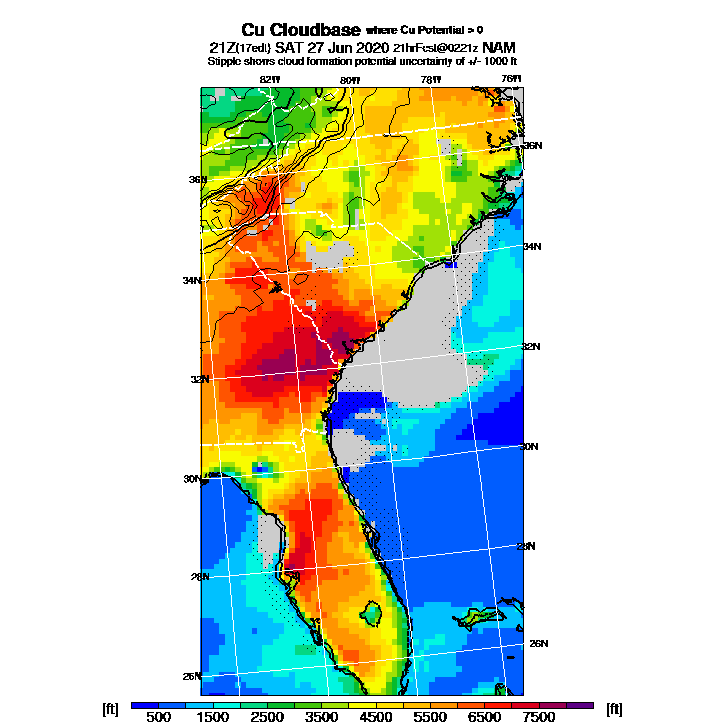 Cu Cloudbase where Cu Potential > 0
21Z(17edt) SAT 27 Jun 2020 21hrFcst@0221z NAM
Stipple shows cloud formation potential uncertainty of +/- 1000 ft
82W 80W 78W 76W
36N
36N
34N
34N
32N
32N
30N
30N
28N
28N
26N
26N
[ft] 500 1500 2500 3500 4500 5500 6500 7500 [ft]